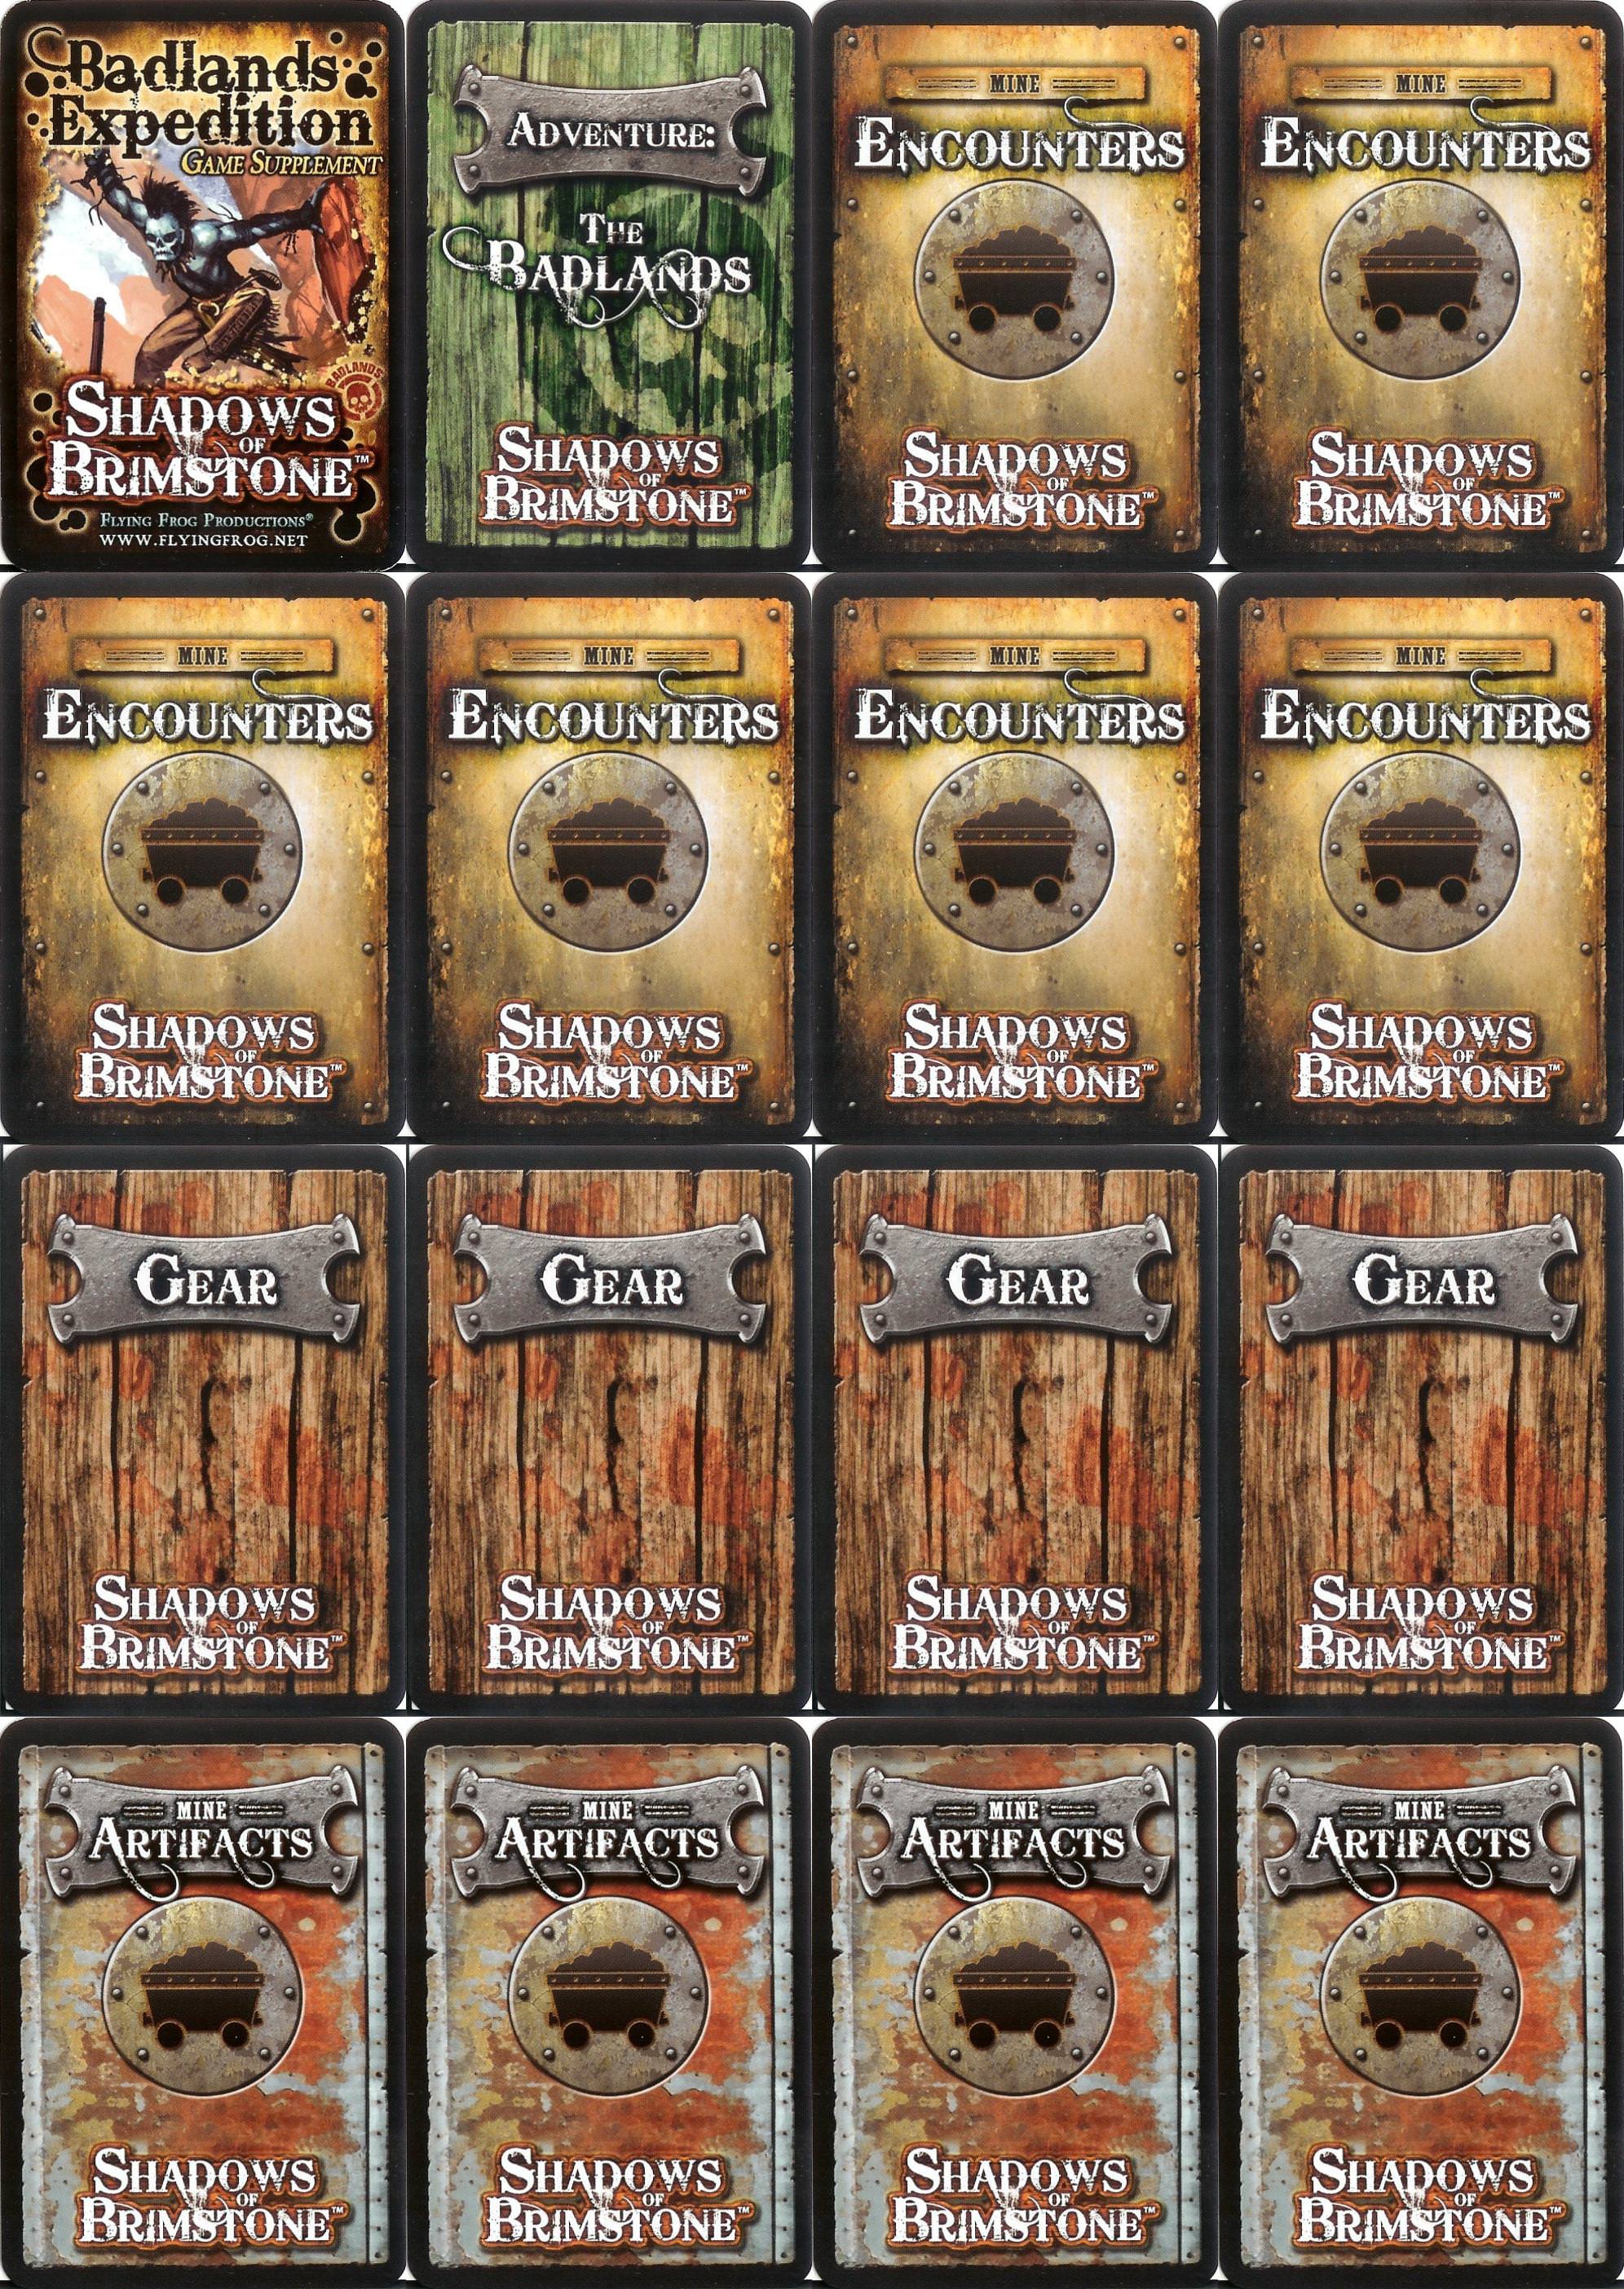 Badlands
Expedition
Game Supplement
BADLANDS
Shadows
of
Brimstone™
Flying Frog Productions®
www.flyingfrog.net
Adventure:
The
Badlands
Shadows
of
Brimstone™
MINE
Encounters
Shadows
of
Brimstone™
MINE
Encounters
Shadows
of
Brimstone™
MINE
Encounters
Shadows
of
Brimstone™
MINE
Encounters
Shadows
of
Brimstone™
MINE
Encounters
Shadows
of
Brimstone™
MINE
Encounters
Shadows
of
Brimstone™
Gear
Shadows
of
Brimstone™
Gear
Shadows
of
Brimstone™
Gear
Shadows
of
Brimstone™
Gear
Shadows
of
Brimstone™
MINE
Artifacts
Shadows
of
Brimstone™
MINE
Artifacts
Shadows
of
Brimstone™
MINE
Artifacts
Shadows
of
Brimstone™
MINE
Artifacts
Shadows
of
Brimstone™